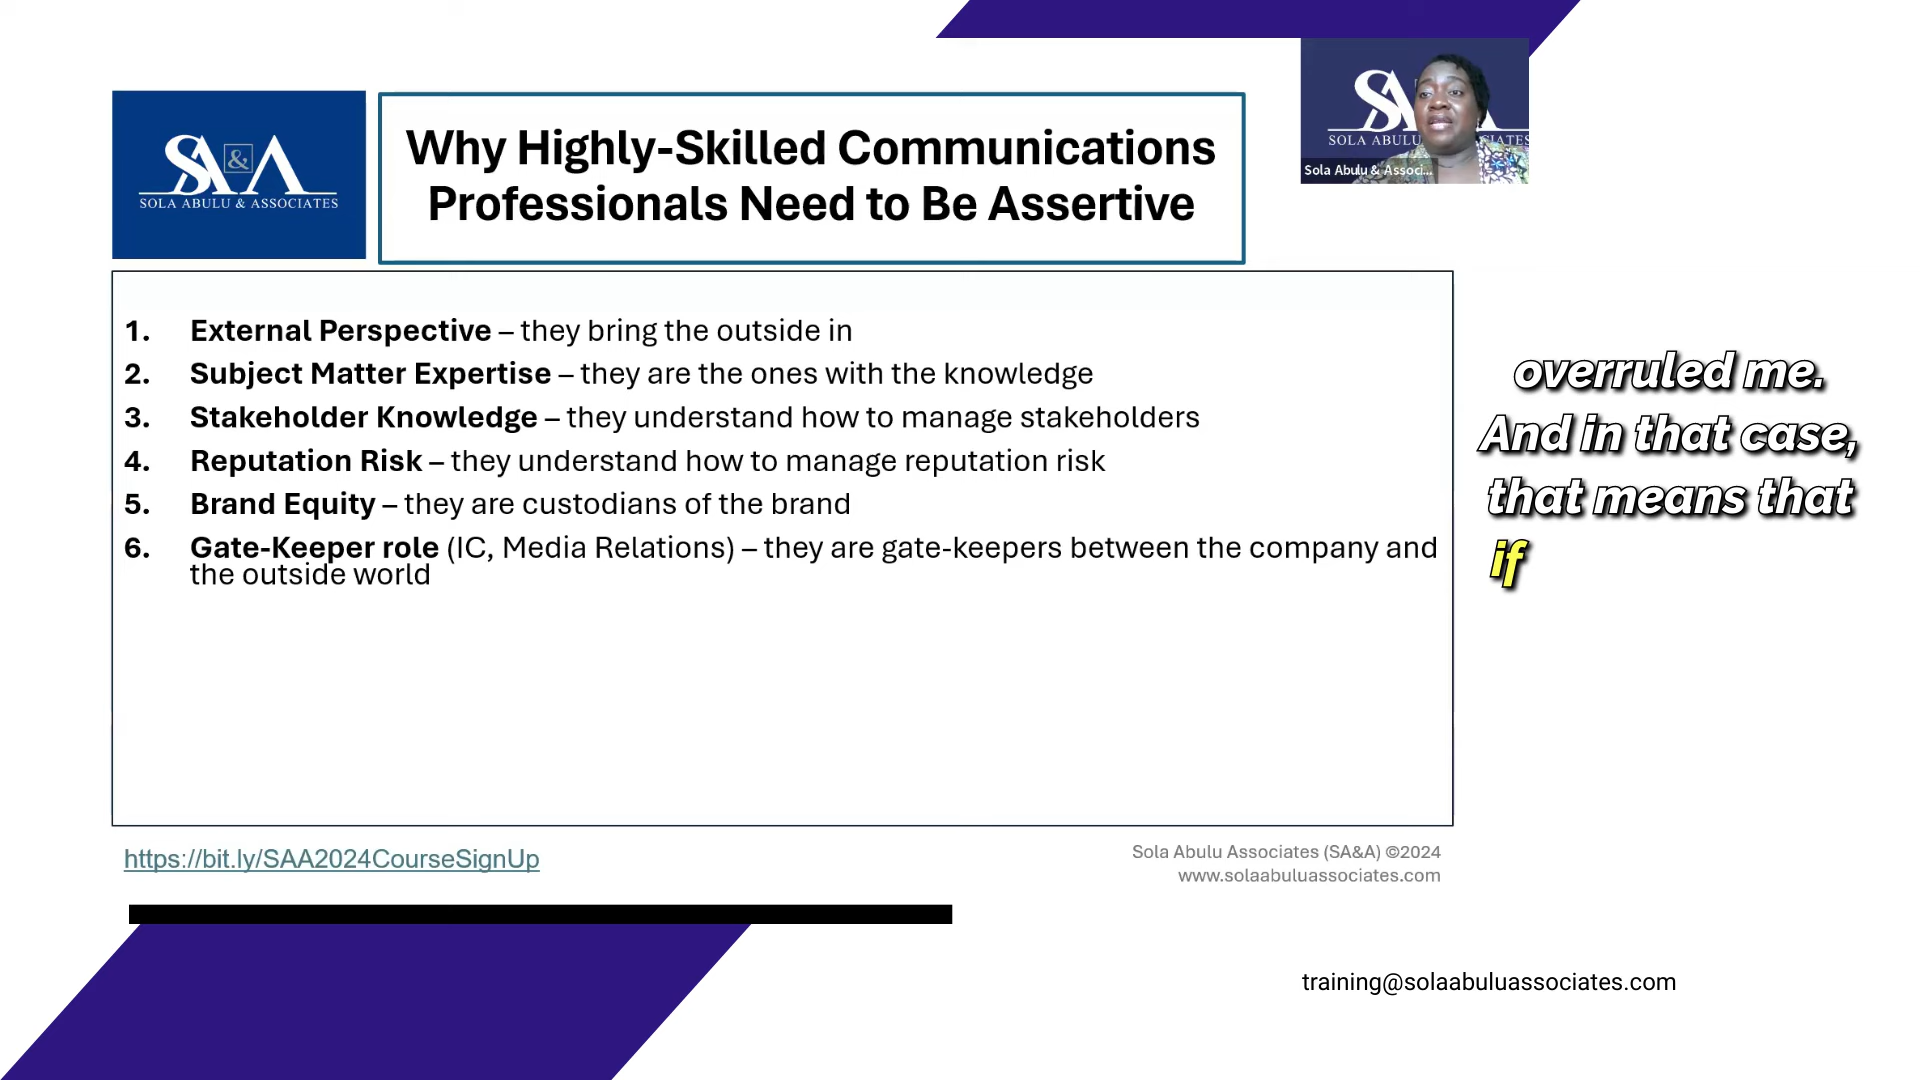 SA&A
SOLA ABULU & ASSOCIATES
Why Highly-Skilled Communications
Professionals Need to Be Assertive
SOLA ABULU
CIATES
Sola Abulu & Associ...
1. External Perspective – they bring the outside in
2. Subject Matter Expertise – they are the ones with the knowledge
3. Stakeholder Knowledge – they understand how to manage stakeholders
4. Reputation Risk – they understand how to manage reputation risk
5. Brand Equity – they are custodians of the brand
6. Gate-Keeper role (IC, Media Relations) – they are gate-keepers between the company and
the outside world
overruled me.
And in that case,
that means that
if
https://bit.ly/SAA2024CourseSignUp
Sola Abulu Associates (SA&A) ©2024
www.solaabuluassociates.com
training@solaabuluassociates.com